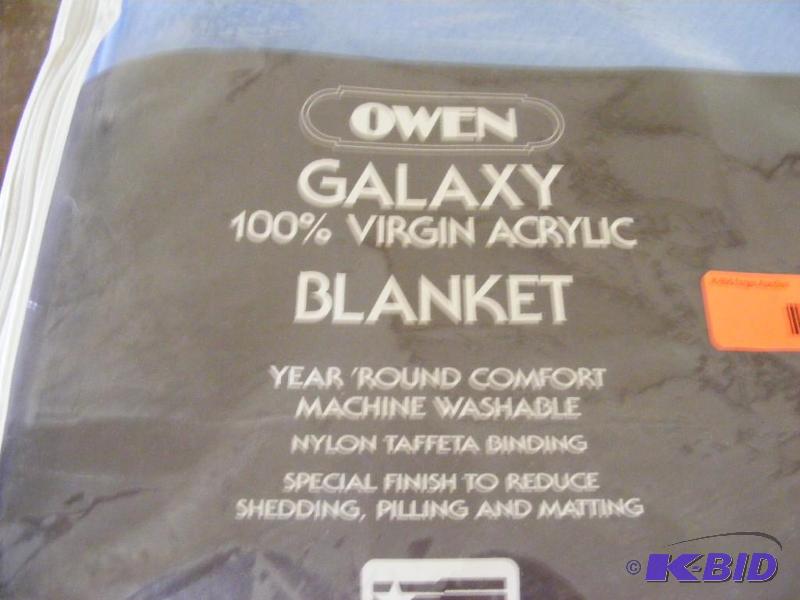 OWEN
GALAXY
100% VIRGIN ACRYLIC
BLANKET
YEAR 'ROUND COMFORT
MACHINE WASHABLE
NYLON TAFFETA BINDING
SPECIAL FINISH TO REDUCE
SHEDDING, PILLING AND MATTING
© K-BID